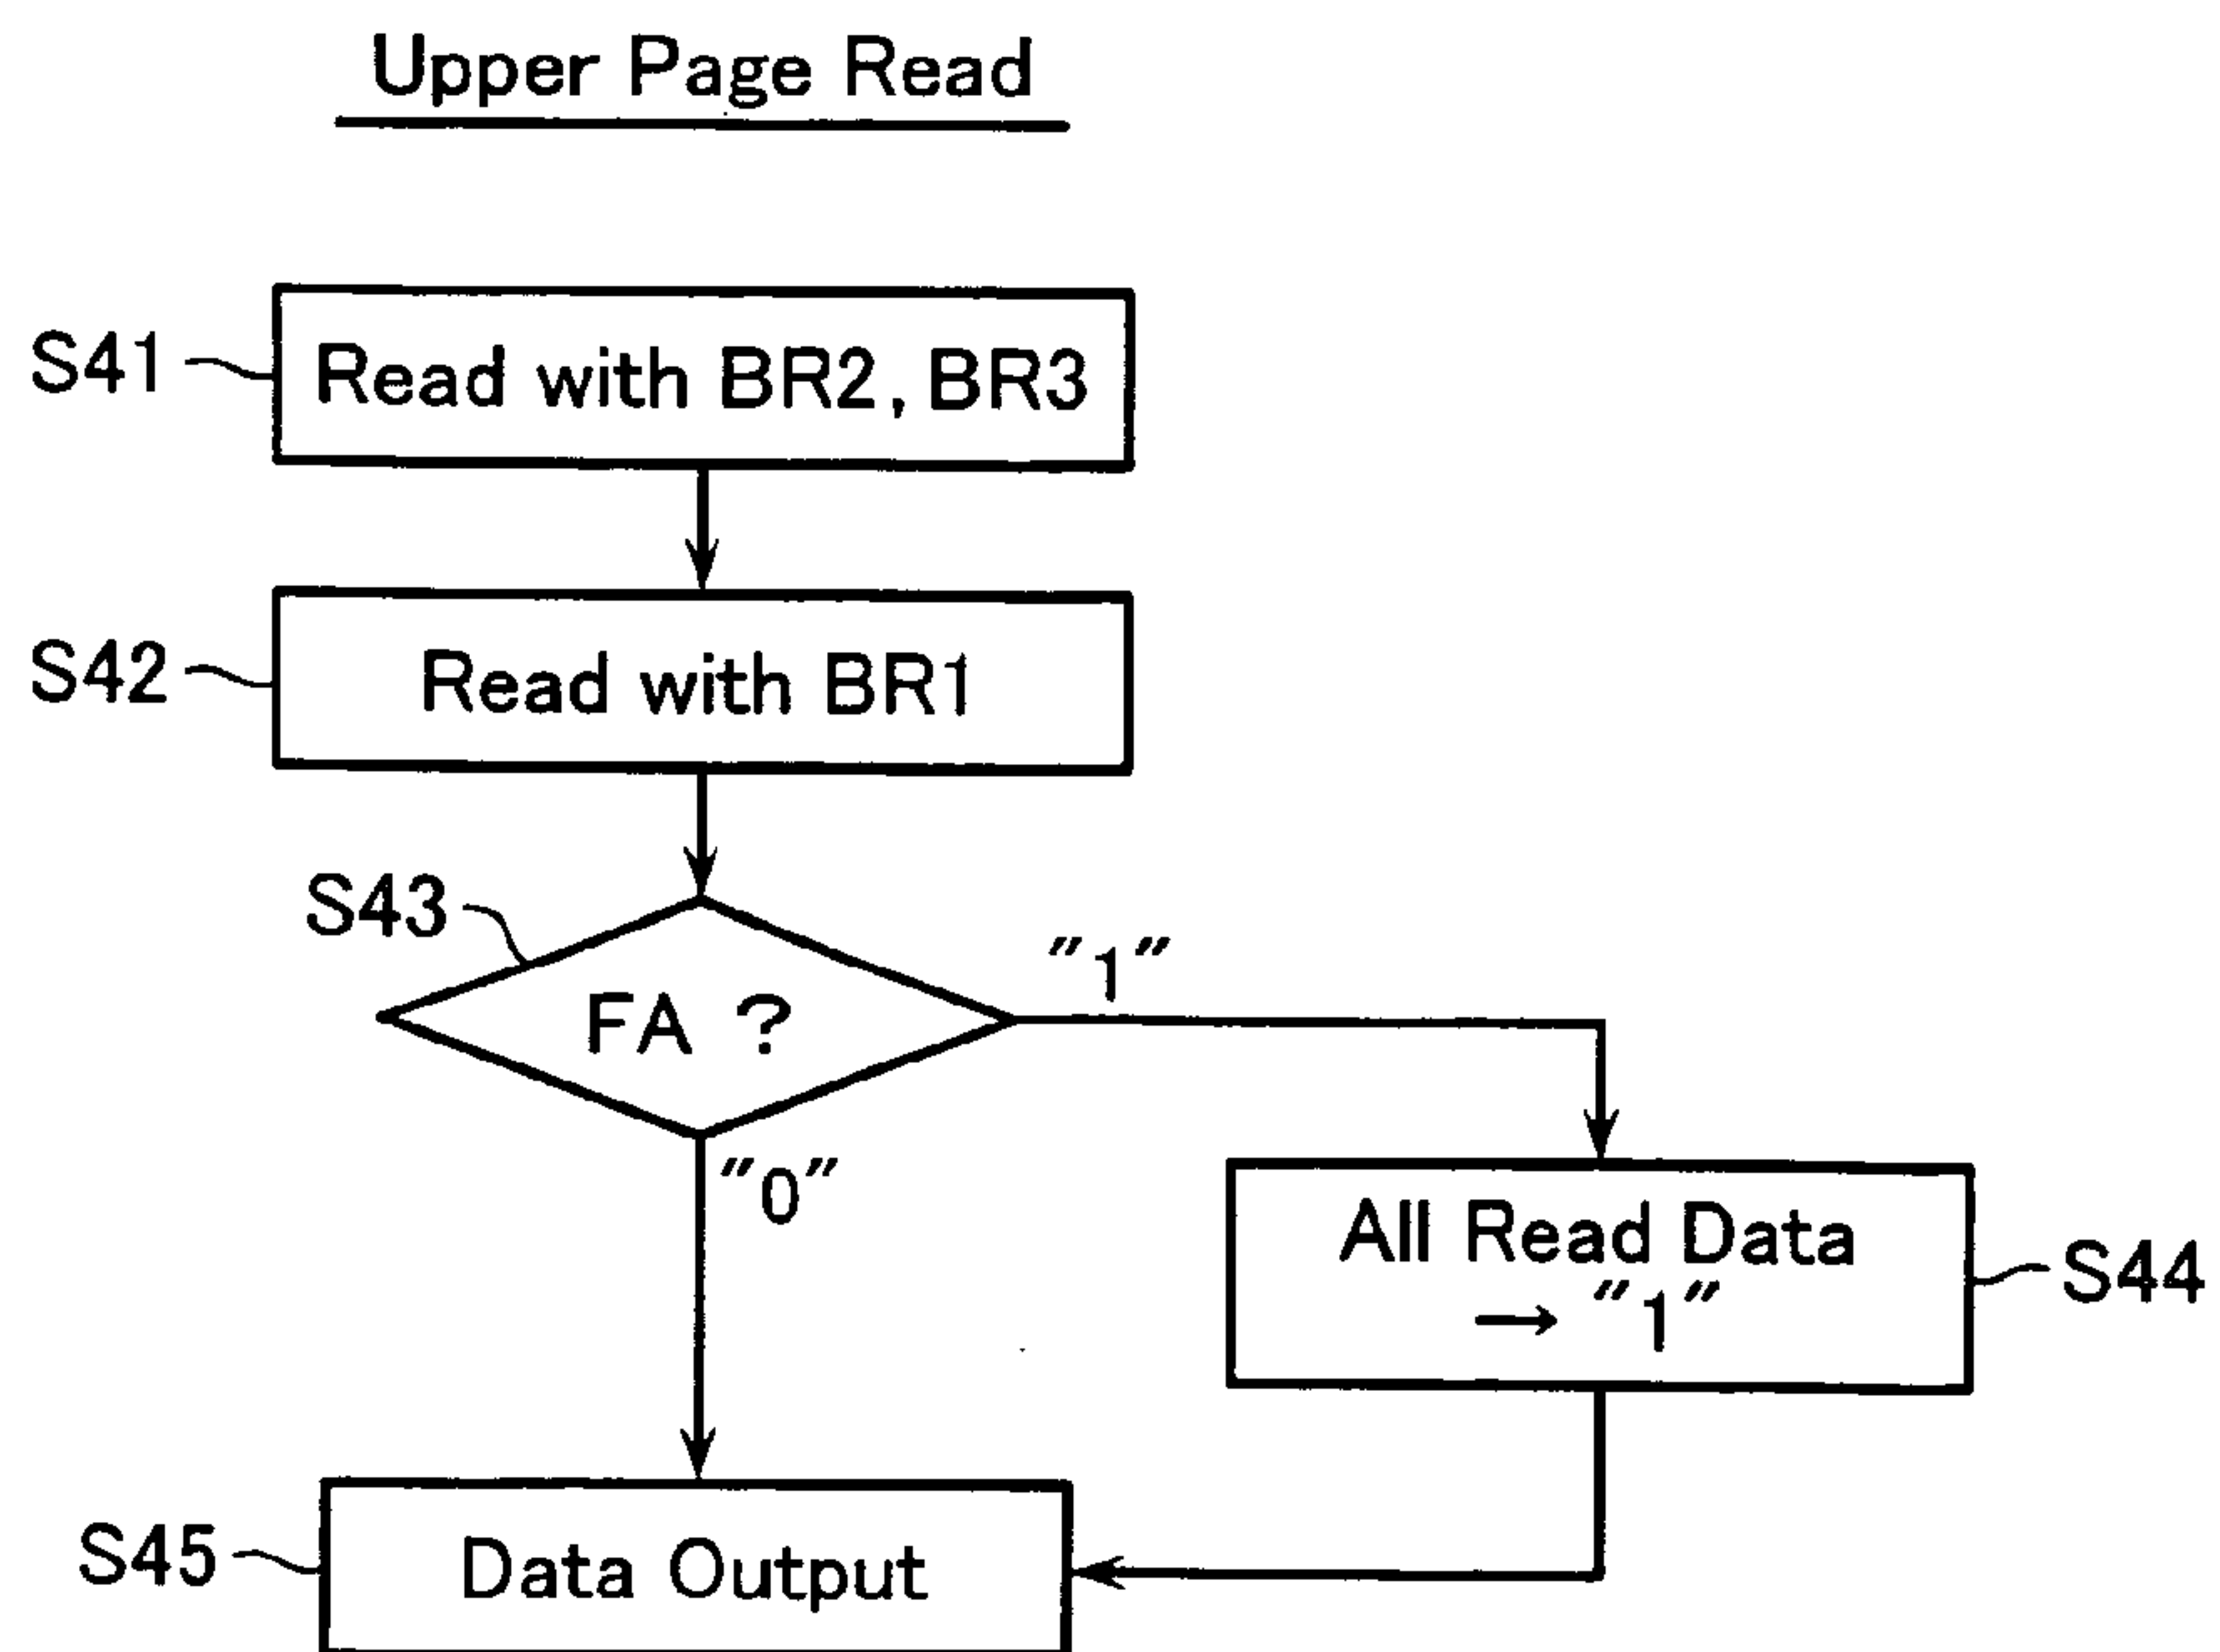 Upper Page Read
S41
Read with BR2, BR3
S42
Read with BR1
S43
FA ?
"1"
"0"
All Read Data
→ "1"
S44
S45
Data Output